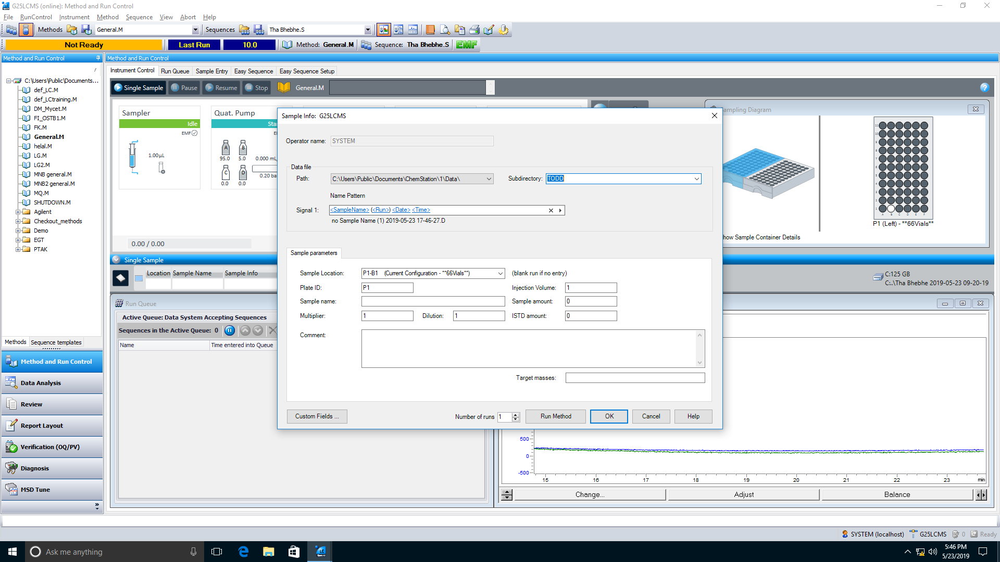 G25LCMS (online): Method and Run Control
File RunControl Instrument Method Sequence View Abort Help
Methods General.M Sequences Tha Bhebhe.S
Not Ready Last Run 10.0 Method: General.M Sequence: Tha Bhebhe.S EMF
Method and Run Control
Method and Run Control
Instrument Control Run Queue Sample Entry Easy Sequence Easy Sequence Setup
C:\Users\Public\Documents...
def_LC.M
def_LCtraining.M
DM_Mycet.M
FI_OSTB1.M
FK.M
General.M
helal.M
LG.M
LG2.M
MNB general.M
MNB2 general.M
MQ.M
SHUTDOWN.M
Agilent
Checkout_methods
Demo
EGT
PTAK
Methods Sequence templates
Method and Run Control
Data Analysis
Review
Report Layout
Verification (OQ/PV)
Diagnosis
MSD Tune
Single Sample Pause Resume Stop General.M
Sampler
Idle
EMF
1.00µL
Quat. Pump
Sta
A B
95.0 5.0 0.000 mL
C D
0.20 ba
0.0 0.0
0.00 / 0.00
Sample Info: G25LCMS
Operator name: SYSTEM
Data file
Path: C:\Users\Public\Documents\ChemStation\1\Data\ Subdirectory: TODD
Name Pattern
Signal 1: <SampleName> (<Run>) <Date> <Time>
no Sample Name (1) 2019-05-23 17-46-27.D
Sample parameters
Sample Location: P1-B1 (Current Configuration - **66Vials**) (blank run if no entry)
Plate ID: P1 Injection Volume: 1
Sample name: Sample amount: 0
Multiplier: 1 Dilution: 1 ISTD amount: 0
Comment:
Target masses:
Custom Fields ... Number of runs 1 Run Method OK Cancel Help
ampling Diagram
P1 (Left) - **66Vials**
how Sample Container Details
Single Sample
Location Sample Name Sample Info
C:125 GB
C:..\Tha Bhebhe 2019-05-23 09-20-19
Run Queue
Active Queue: Data System Accepting Sequences
Sequences in the Active Queue: 0
Name Time entered into Queue
500
0
-500
15 16 17 18 19 20 21 22 23 min
Change... Adjust Balance
SYSTEM (localhost) G25LCMS 0 Ready
Ask me anything
5:46 PM
5/23/2019